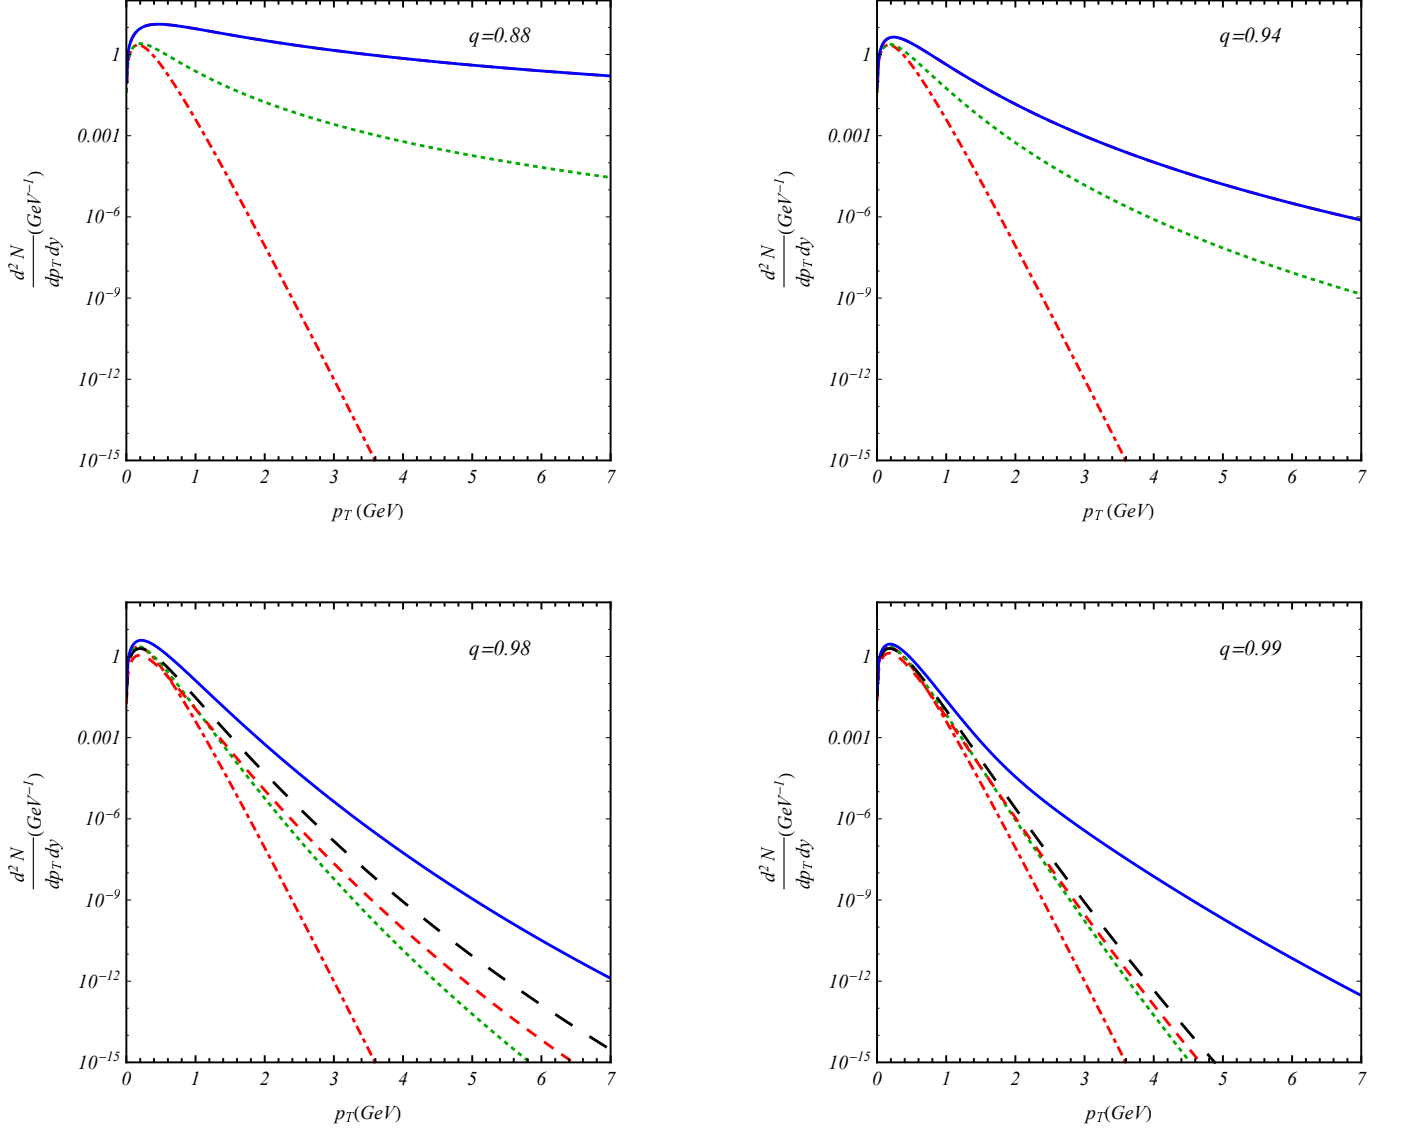 q=0.88
1
0.001
10⁻⁶
10⁻⁹
10⁻¹²
10⁻¹⁵
0 1 2 3 4 5 6 7
p_T (GeV)
d² N
dp_T dy
(GeV⁻¹)
q=0.94
1
0.001
10⁻⁶
10⁻⁹
10⁻¹²
10⁻¹⁵
0 1 2 3 4 5 6 7
p_T (GeV)
d² N
dp_T dy
(GeV⁻¹)
q=0.98
1
0.001
10⁻⁶
10⁻⁹
10⁻¹²
10⁻¹⁵
0 1 2 3 4 5 6 7
p_T(GeV)
d² N
dp_T dy
(GeV⁻¹)
q=0.99
1
0.001
10⁻⁶
10⁻⁹
10⁻¹²
10⁻¹⁵
0 1 2 3 4 5 6 7
p_T(GeV)
d² N
dp_T dy
(GeV⁻¹)